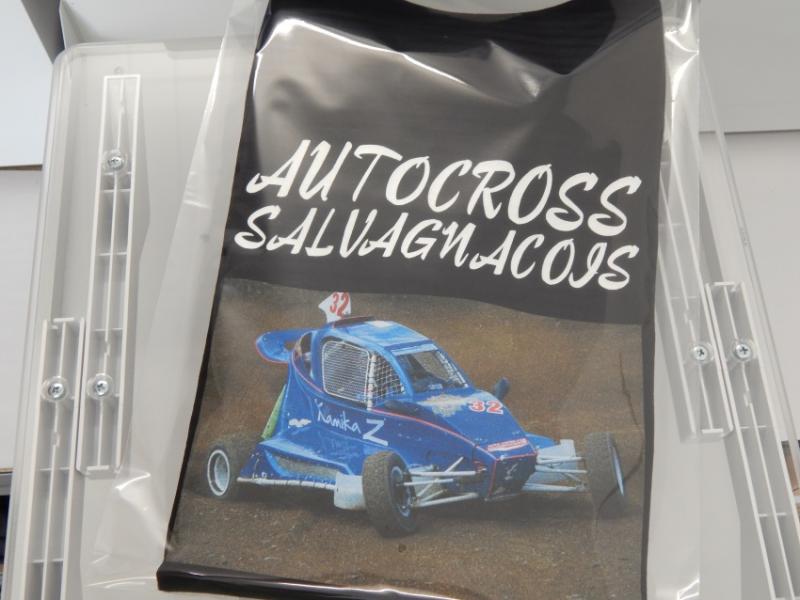 AUTOCROSS
SALVAGNACOIS
32
32
Kamika Z